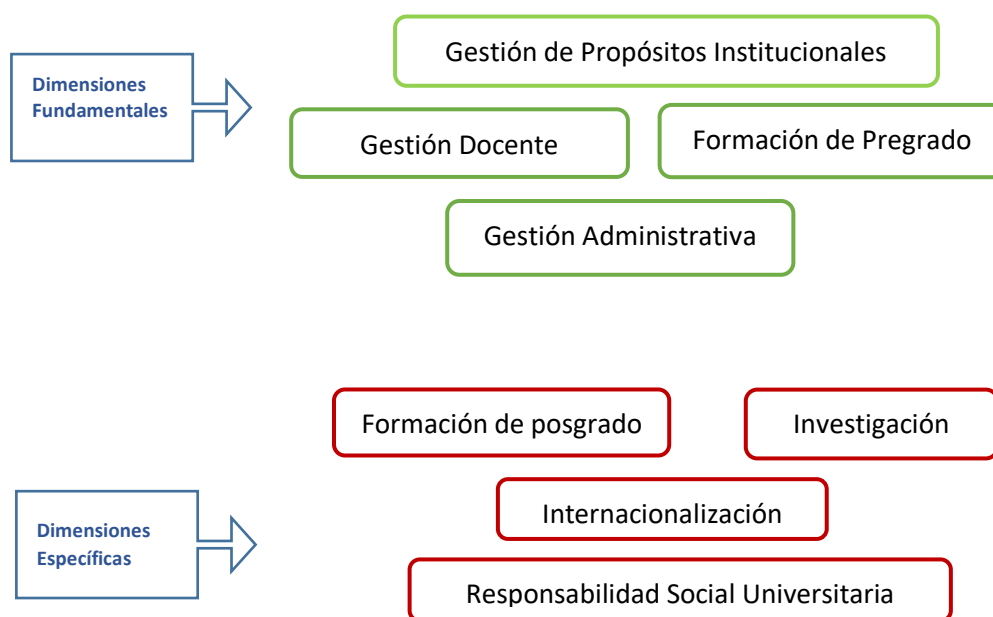 Dimensiones
Fundamentales
Gestión de Propósitos Institucionales
Gestión Docente
Formación de Pregrado
Gestión Administrativa
Dimensiones
Específicas
Formación de posgrado
Investigación
Internacionalización
Responsabilidad Social Universitaria